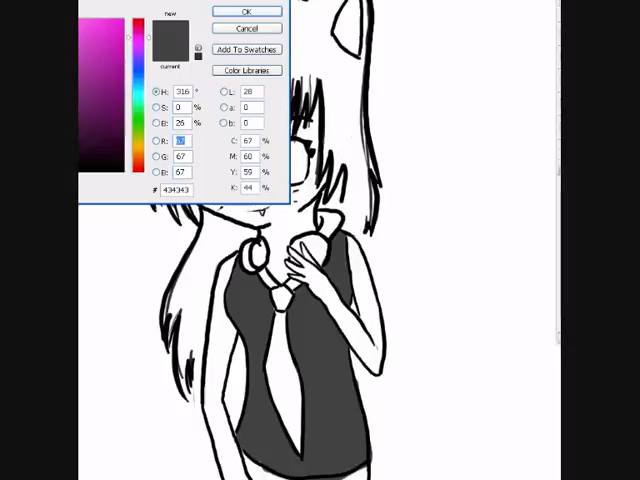 new
OK
Cancel
Add To Swatches
current
Color Libraries
H: 316 ° L: 28
S: 0 % a: 0
B: 26 % b: 0
R: 67 C: 67 %
G: 67 M: 60 %
B: 67 Y: 59 %
# 434343 K: 44 %